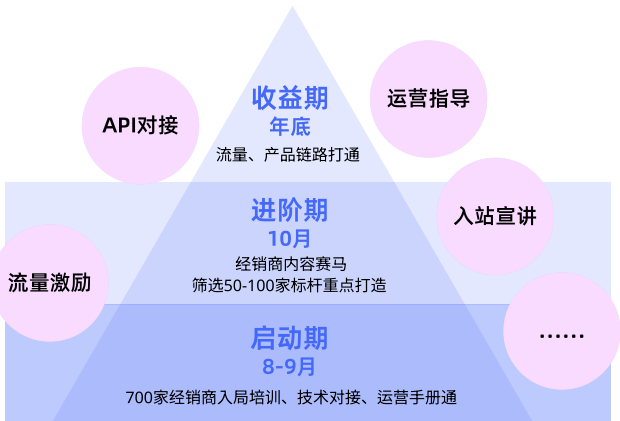 运营指导
收益期
API对接
年底
流量、产品链路打通
进阶期
入站宣讲
10月
经销商内容赛马
流量激励
筛选50-100家标杆重点打造
启动期
......
8-9月
700家经销商入局培训、技术对接、运营手册通